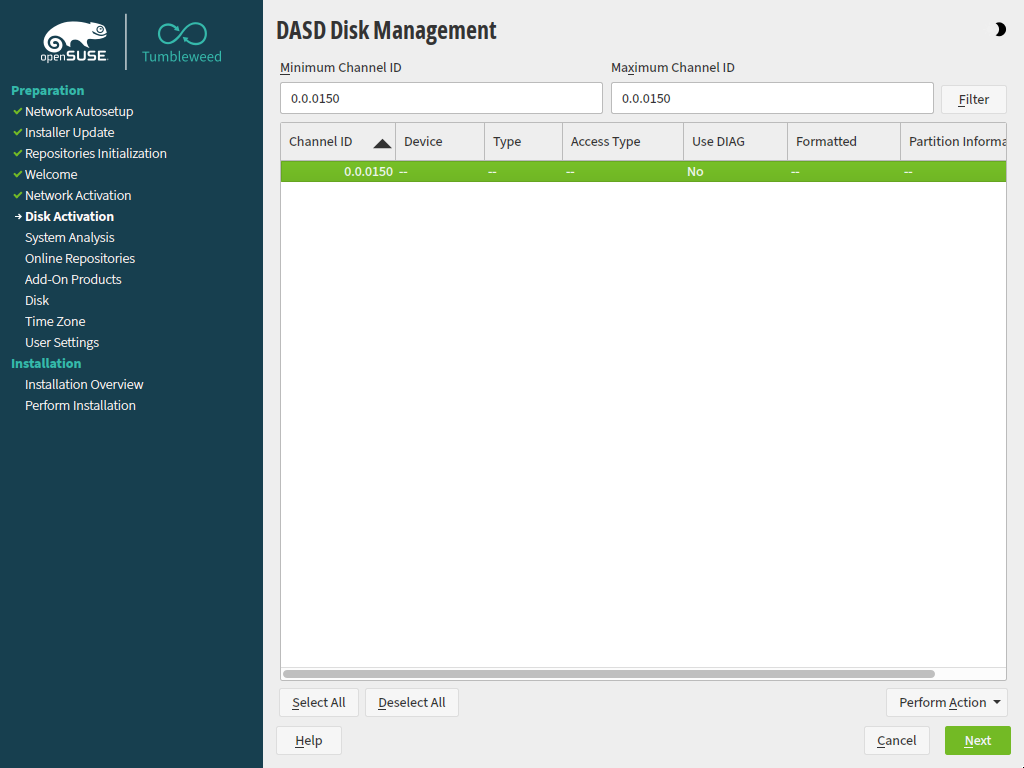 openSUSE
Tumbleweed
Preparation
Network Autosetup
Installer Update
Repositories Initialization
Welcome
Network Activation
Disk Activation
System Analysis
Online Repositories
Add-On Products
Disk
Time Zone
User Settings
Installation
Installation Overview
Perform Installation
DASD Disk Management
Minimum Channel ID Maximum Channel ID
0.0.0150 0.0.0150 Filter
Channel ID Device Type Access Type Use DIAG Formatted Partition Informa
0.0.0150 -- -- -- No -- --
Select All Deselect All Perform Action
Help Cancel Next